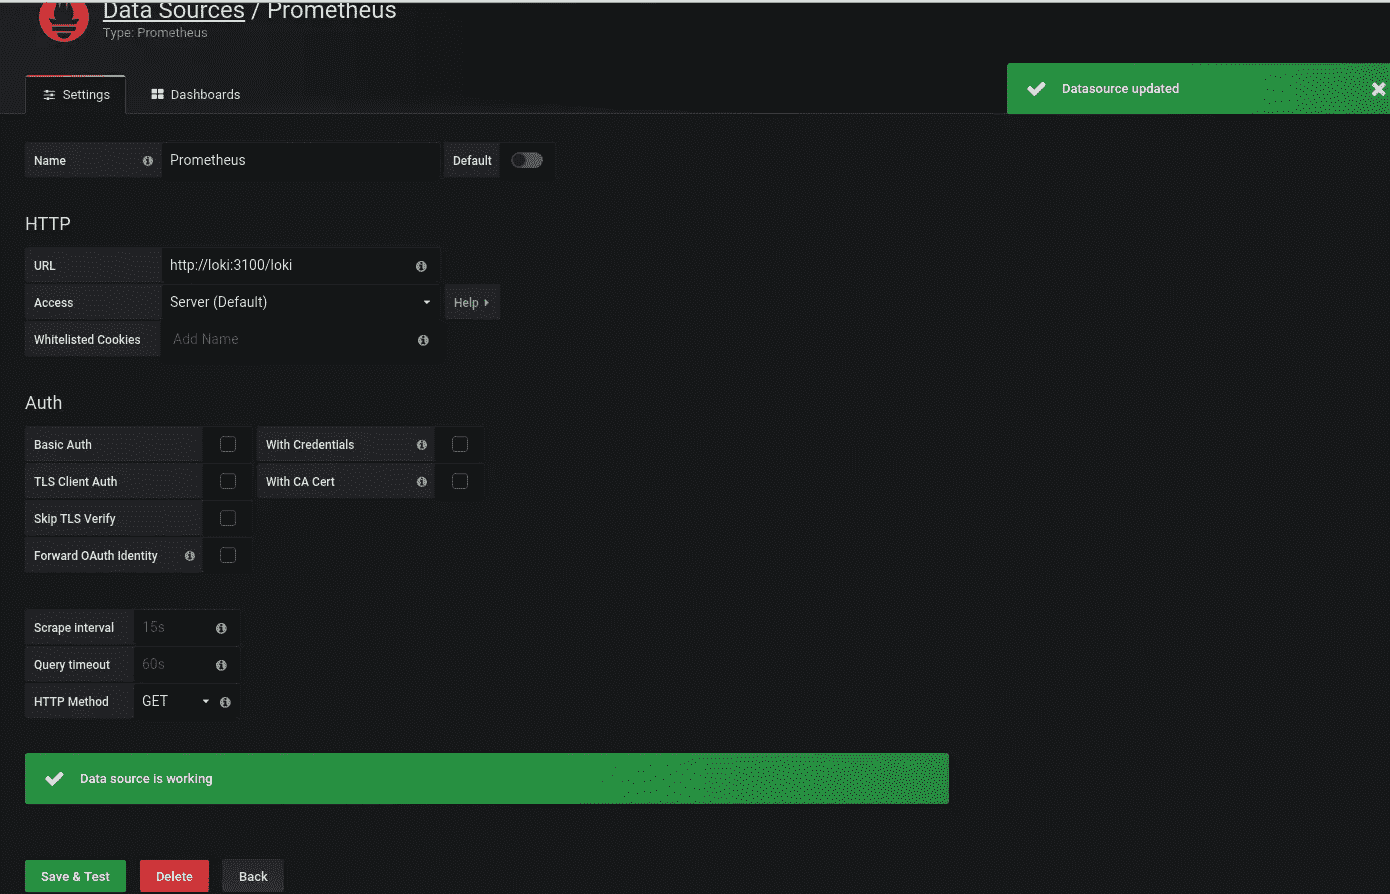 Data Sources / Prometheus
Type: Prometheus
Settings
Dashboards
Datasource updated
Name
Prometheus
Default
HTTP
URL
http://loki:3100/loki
Access
Server (Default)
Help
Whitelisted Cookies
Add Name
Auth
Basic Auth
With Credentials
TLS Client Auth
With CA Cert
Skip TLS Verify
Forward OAuth Identity
Scrape interval
15s
Query timeout
60s
HTTP Method
GET
Data source is working
Save & Test
Delete
Back